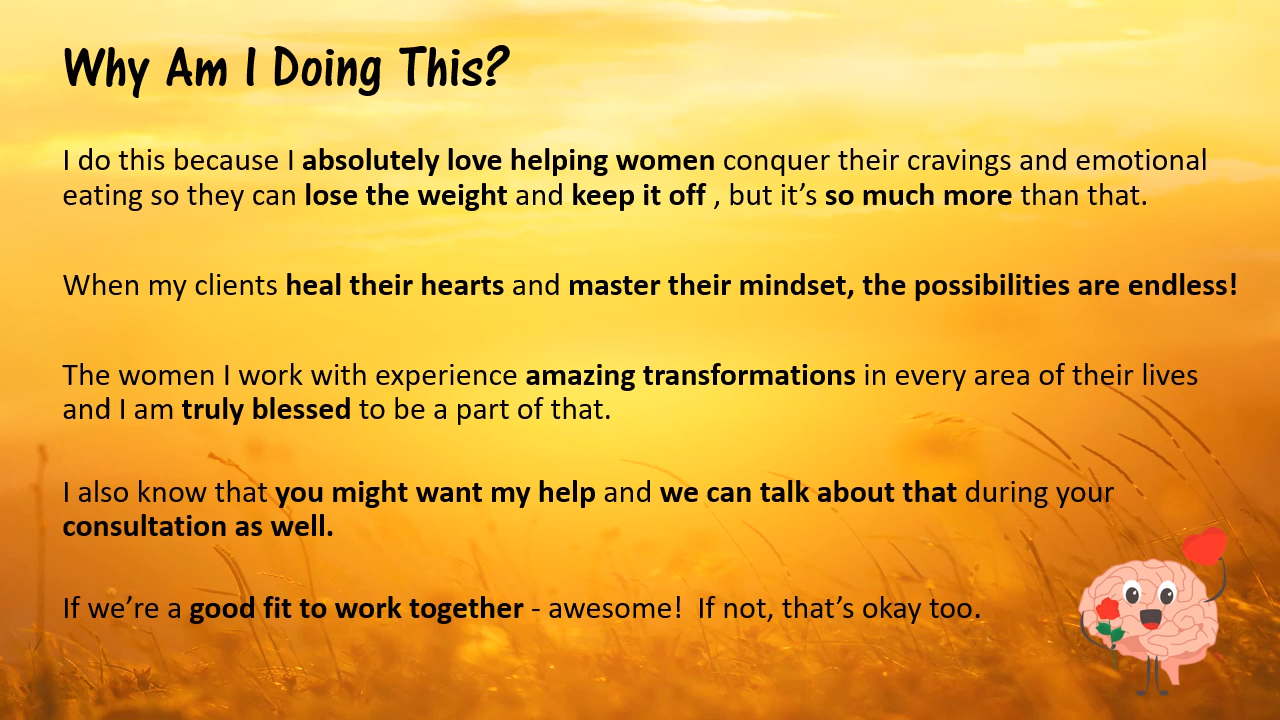 Why Am I Doing This?
I do this because I absolutely love helping women conquer their cravings and emotional
eating so they can lose the weight and keep it off , but it’s so much more than that.
When my clients heal their hearts and master their mindset, the possibilities are endless!
The women I work with experience amazing transformations in every area of their lives
and I am truly blessed to be a part of that.
I also know that you might want my help and we can talk about that during your
consultation as well.
If we’re a good fit to work together - awesome!  If not, that’s okay too.